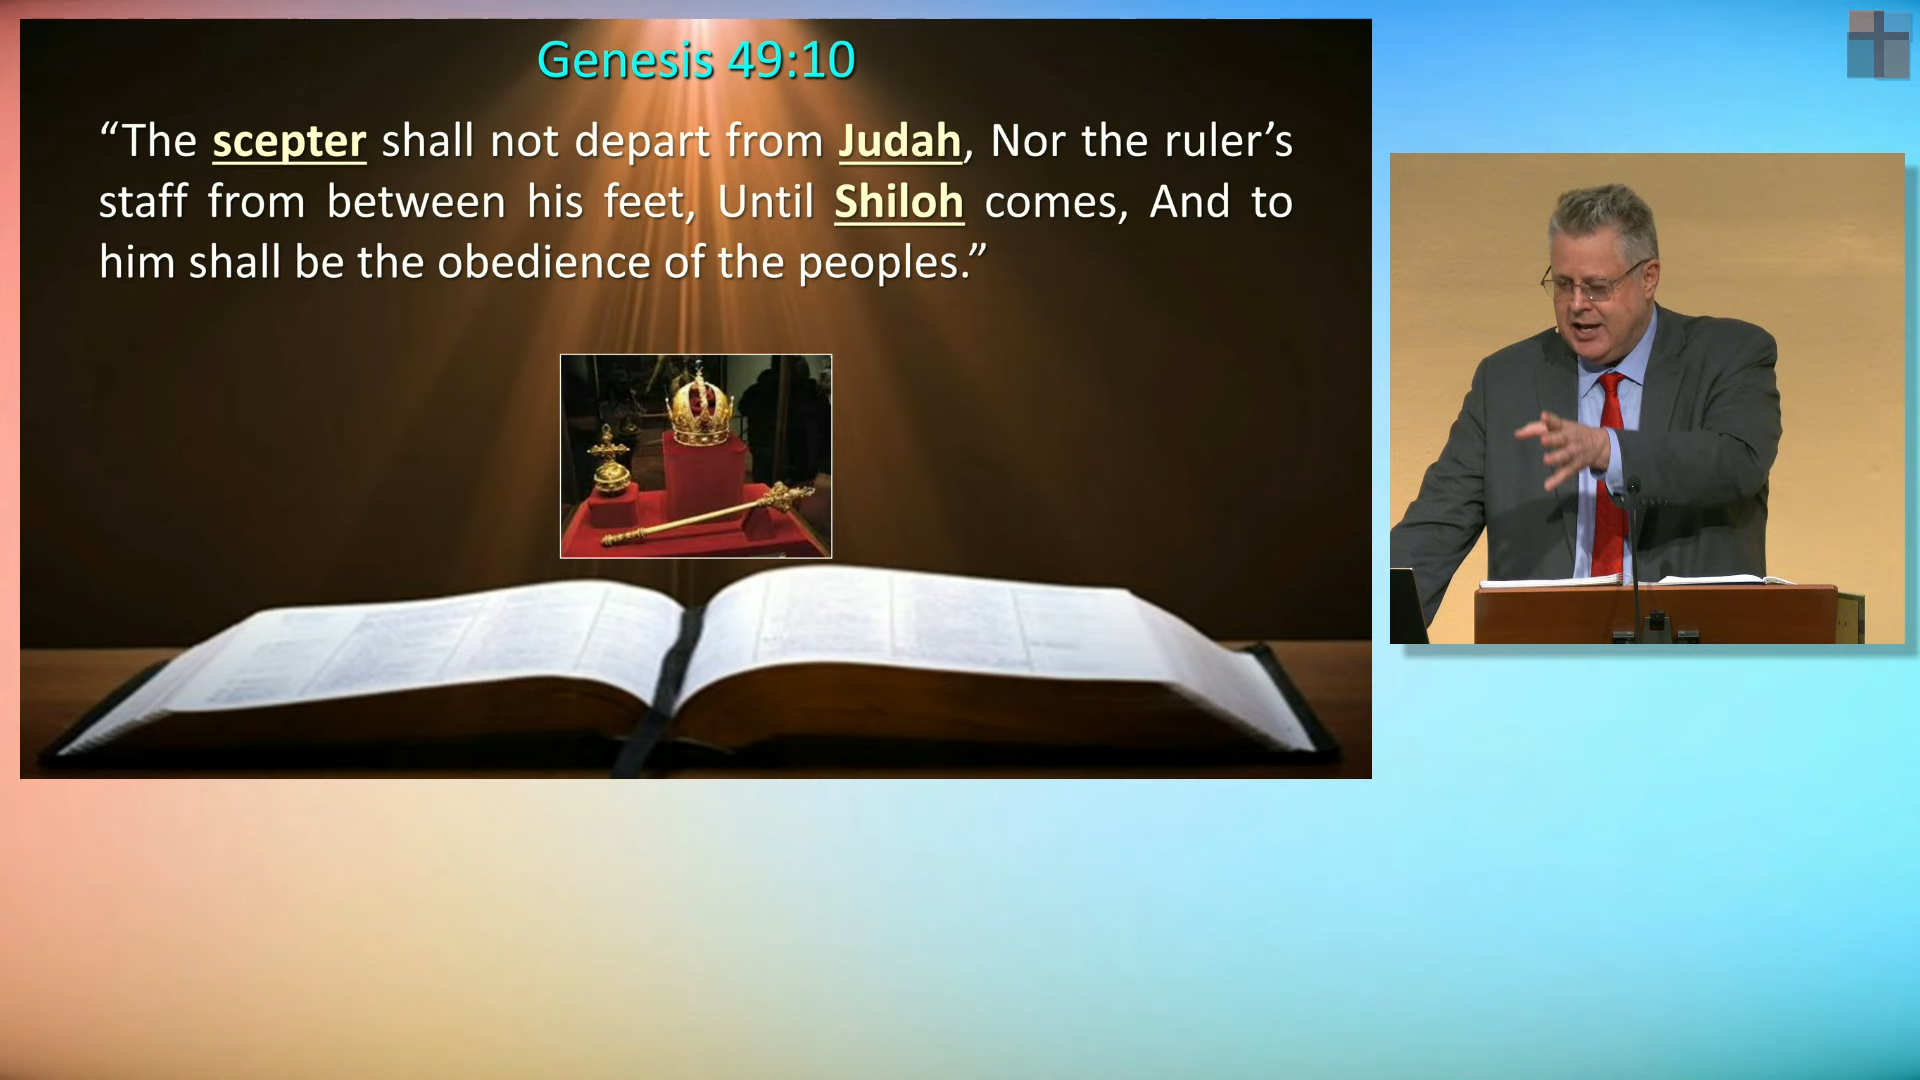 Genesis 49:10
“The scepter shall not depart from Judah, Nor the ruler’s
staff from between his feet, Until Shiloh comes, And to
him shall be the obedience of the peoples.”